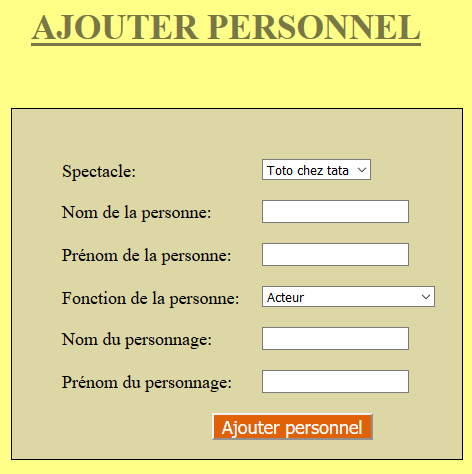 AJOUTER PERSONNEL
Spectacle: Toto chez tata
Nom de la personne:
Prénom de la personne:
Fonction de la personne: Acteur
Nom du personnage:
Prénom du personnage:
Ajouter personnel